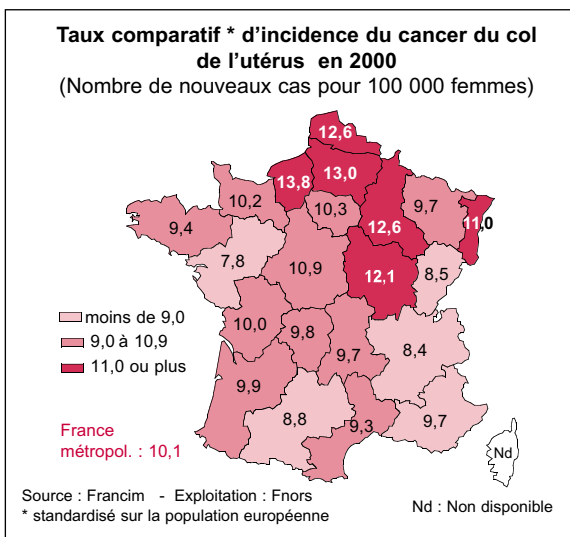 Taux comparatif * d'incidence du cancer du col
de l'utérus en 2000
(Nombre de nouveaux cas pour 100 000 femmes)
12,6
13,8
13,0
10,2
10,3
12,6
9,7
11,0
9,4
7,8
10,9
12,1
8,5
moins de 9,0
9,0 à 10,9
11,0 ou plus
10,0
9,8
9,7
8,4
9,9
8,8
9,3
9,7
France
métropol. : 10,1
Nd
Source : Francim - Exploitation : Fnors
* standardisé sur la population européenne
Nd : Non disponible